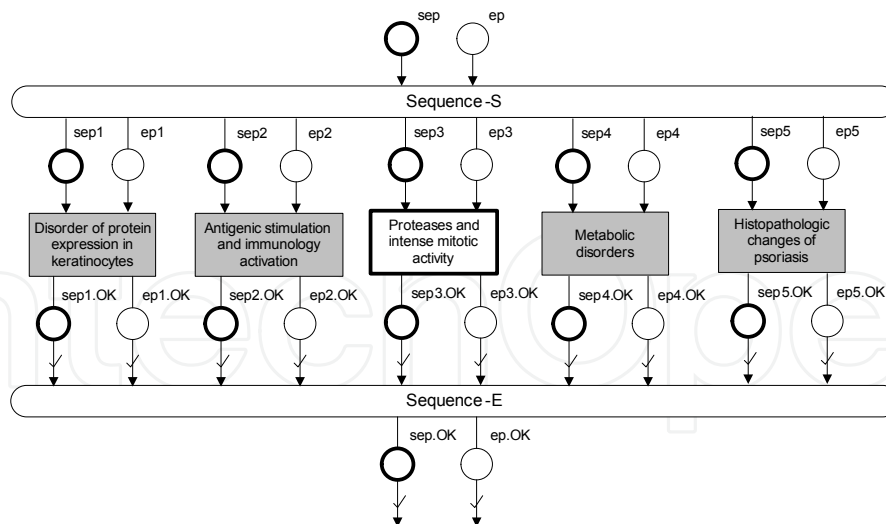 sep ep
Sequence-S
sep1 ep1 sep2 ep2 sep3 ep3 sep4 ep4 sep5 ep5
Disorder of protein
expression in
keratinocytes
Antigenic stimulation
and immunology
activation
Proteases and
intense mitotic
activity
Metabolic
disorders
Histopathologic
changes of
psoriasis
sep1.OK ep1.OK sep2.OK ep2.OK sep3.OK ep3.OK sep4.OK ep4.OK sep5.OK ep5.OK
Sequence-E
sep.OK ep.OK